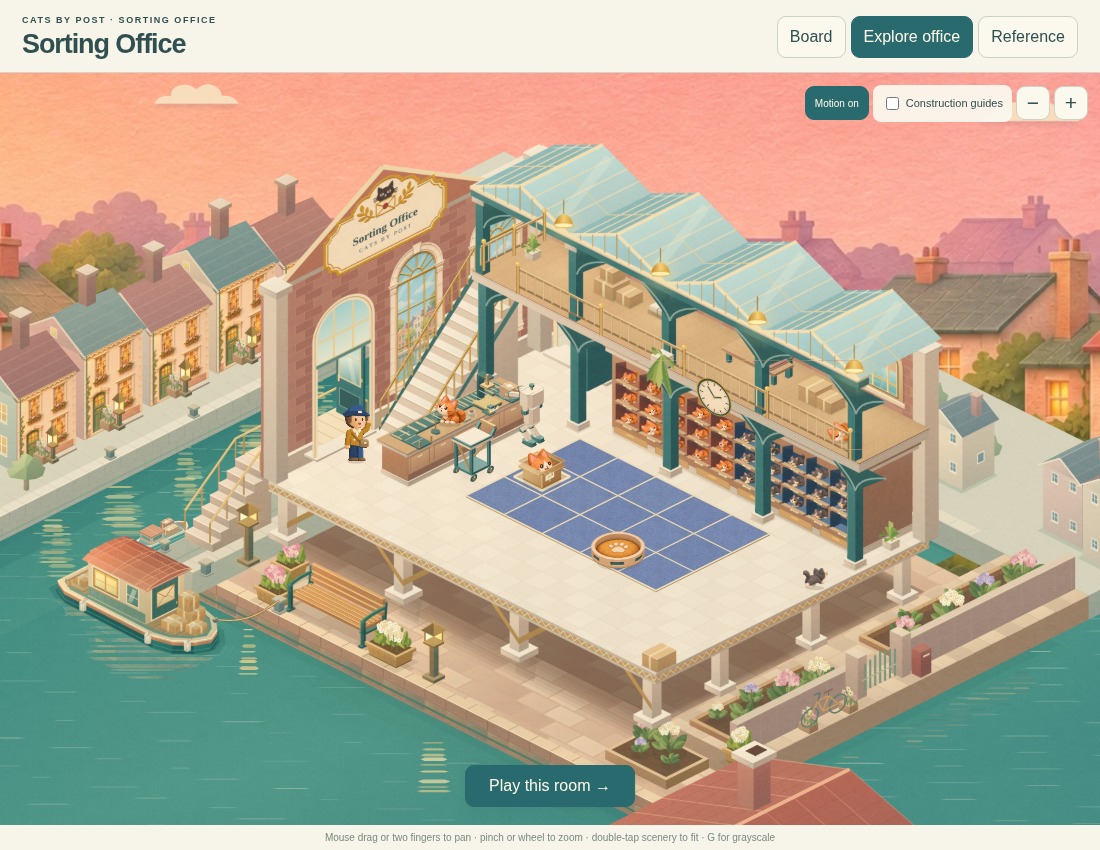 CATS BY POST · SORTING OFFICE
Sorting Office
Board
Explore office
Reference
Motion on
Construction guides
−
+
Sorting Office
CATS BY POST
Play this room →
Mouse drag or two fingers to pan · pinch or wheel to zoom · double-tap scenery to fit · G for grayscale